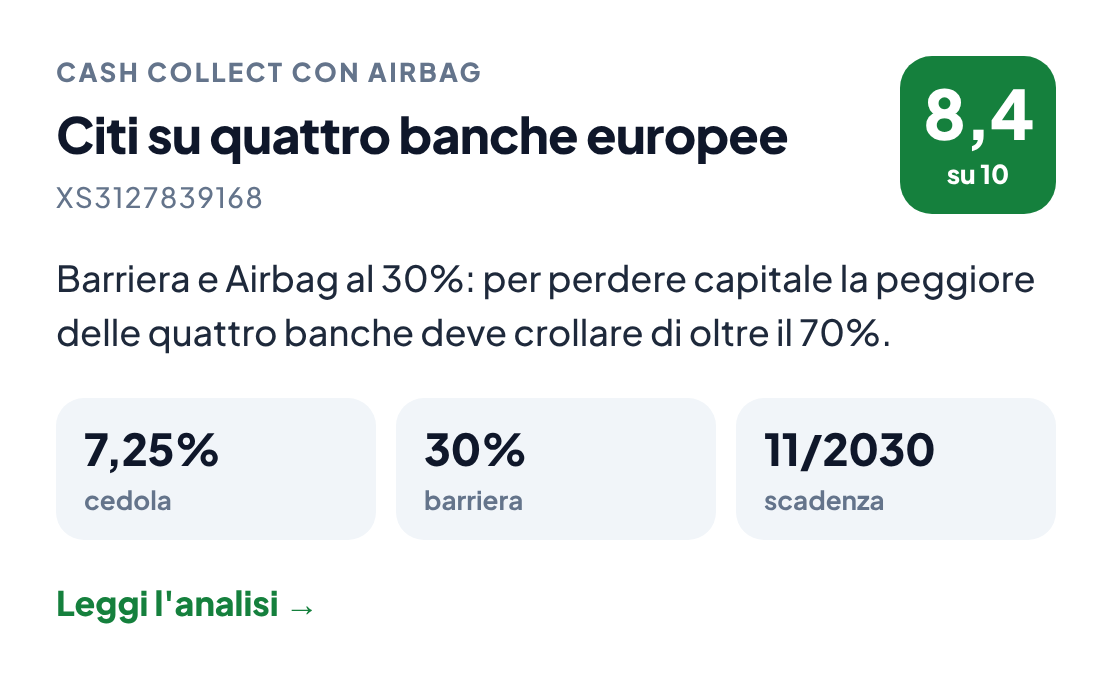 CASH COLLECT CON AIRBAG
Citi su quattro banche europee
XS3127839168
8,4
su 10
Barriera e Airbag al 30%: per perdere capitale la peggiore
delle quattro banche deve crollare di oltre il 70%.
7,25%
cedola
30%
barriera
11/2030
scadenza
Leggi l'analisi →